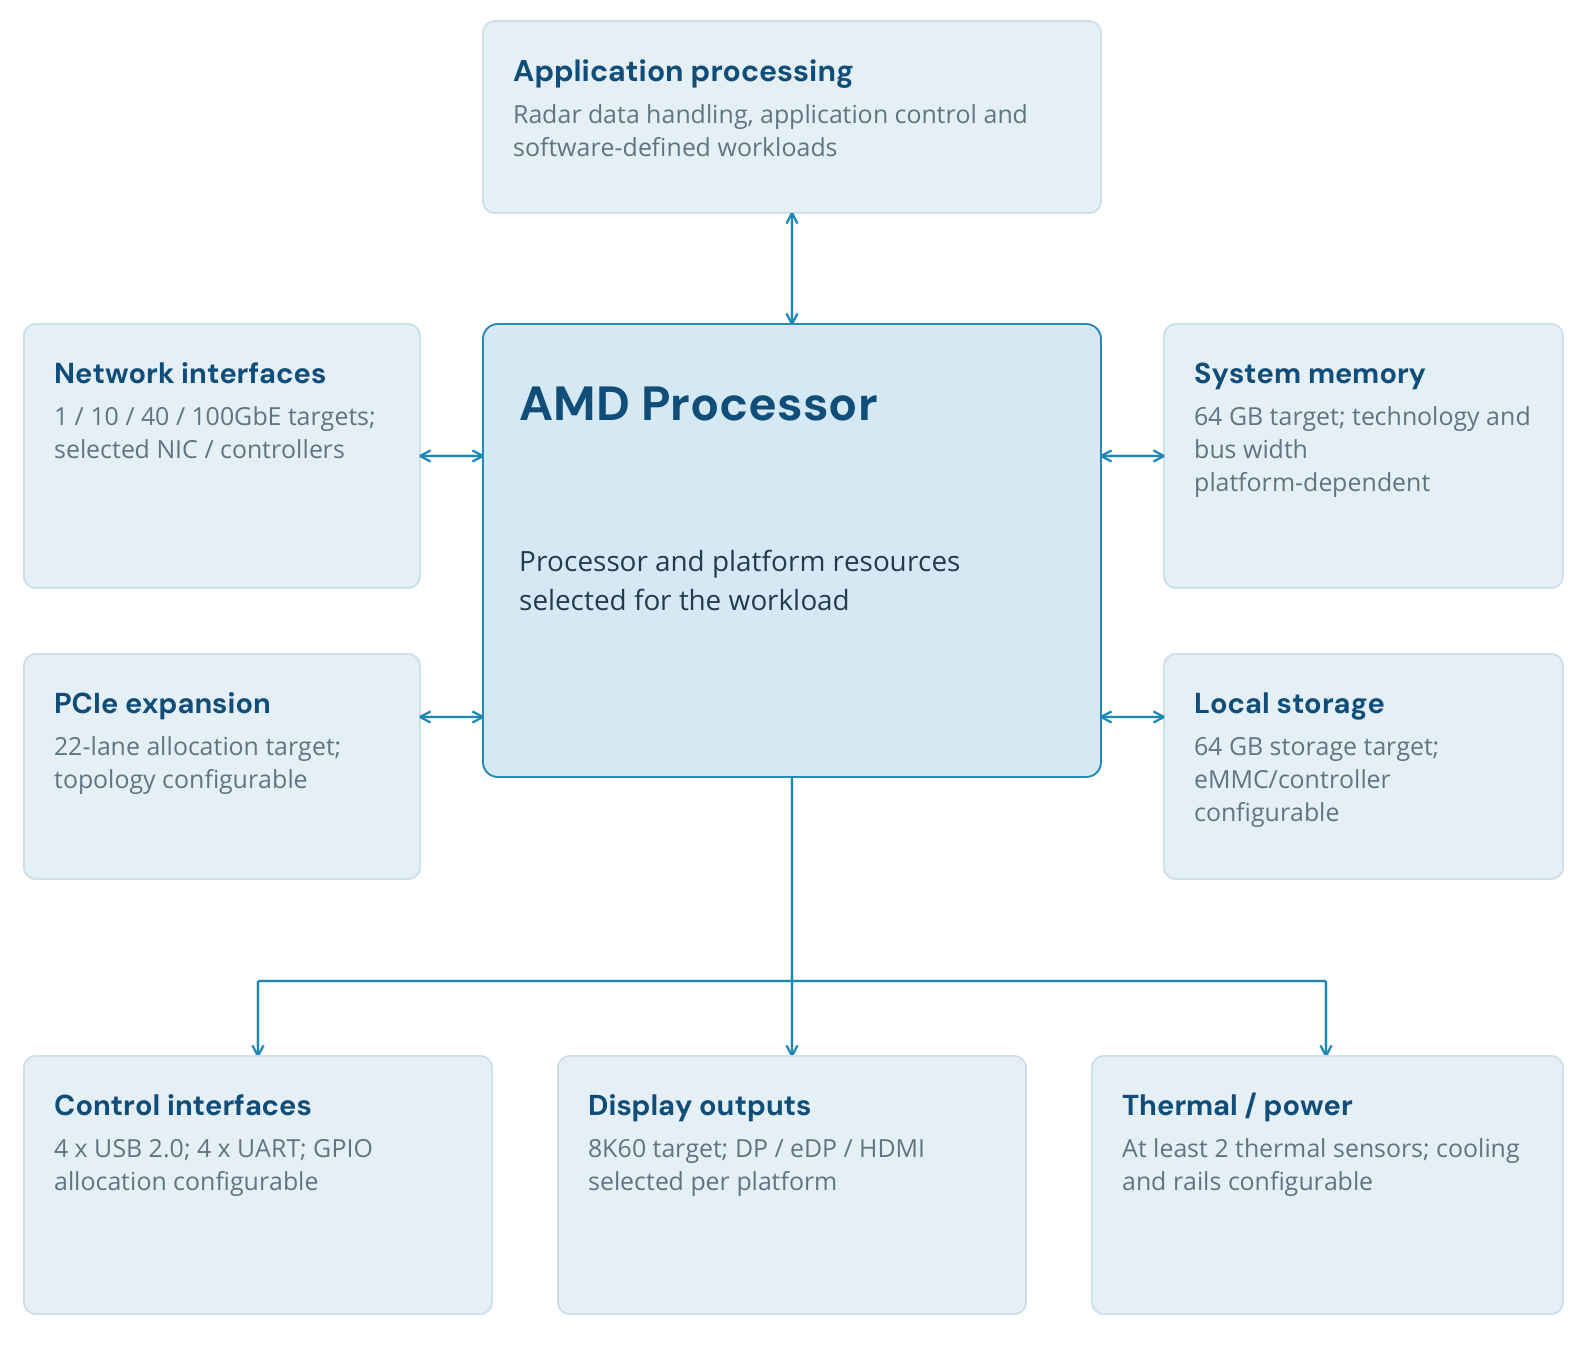 Application processing
Radar data handling, application control and
software-defined workloads
Network interfaces
1 / 10 / 40 / 100GbE targets;
selected NIC / controllers
AMD Processor
Processor and platform resources
selected for the workload
System memory
64 GB target; technology and
bus width
platform-dependent
PCIe expansion
22-lane allocation target;
topology configurable
Local storage
64 GB storage target;
eMMC/controller
configurable
Control interfaces
4 x USB 2.0; 4 x UART; GPIO
allocation configurable
Display outputs
8K60 target; DP / eDP / HDMI
selected per platform
Thermal / power
At least 2 thermal sensors; cooling
and rails configurable